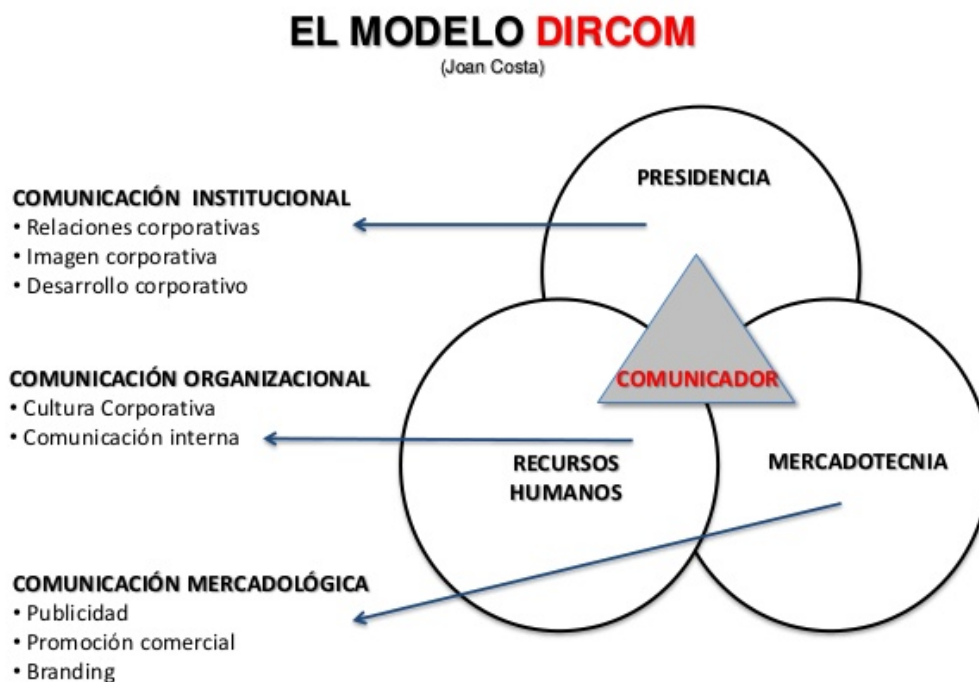 EL MODELO DIRCOM
(Joan Costa)
PRESIDENCIA
COMUNICACIÓN INSTITUCIONAL
• Relaciones corporativas
• Imagen corporativa
• Desarrollo corporativo
COMUNICACIÓN ORGANIZACIONAL
• Cultura Corporativa
• Comunicación interna
COMUNICADOR
RECURSOS
HUMANOS
MERCADOTECNIA
COMUNICACIÓN MERCADOLÓGICA
• Publicidad
• Promoción comercial
• Branding